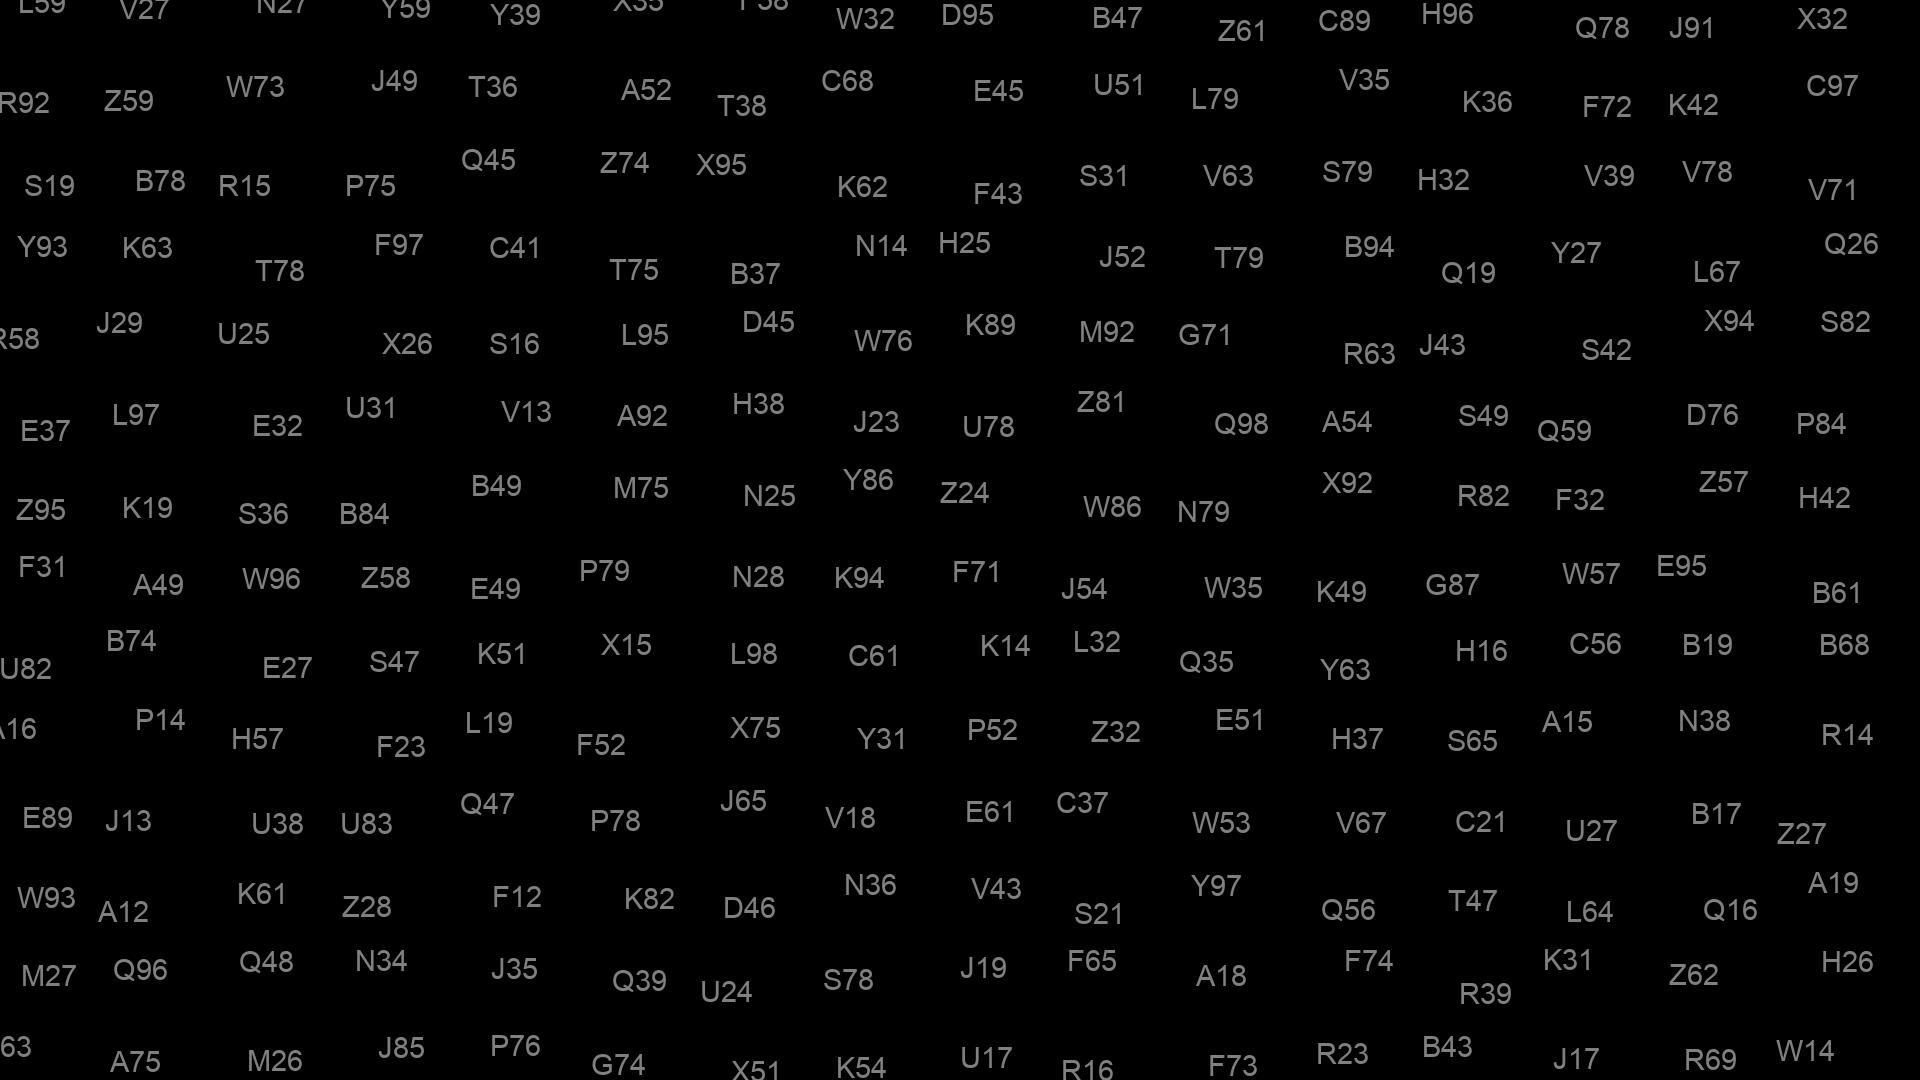 L59 V27 N27 Y59 Y39 X35 W32 D95 B47 Z61 C89 H96 Q78 J91 X32
R92 Z59 W73 J49 T36 A52 T38 C68 E45 U51 L79 V35 K36 F72 K42 C97
S19 B78 R15 P75 Q45 Z74 X95 K62 F43 S31 V63 S79 H32 V39 V78 V71
Y93 K63 T78 F97 C41 T75 B37 N14 H25 J52 T79 B94 Q19 Y27 L67 Q26
R58 J29 U25 X26 S16 L95 D45 W76 K89 M92 G71 R63 J43 S42 X94 S82
E37 L97 E32 U31 V13 A92 H38 J23 U78 Z81 Q98 A54 S49 Q59 D76 P84
Z95 K19 S36 B84 B49 M75 N25 Y86 Z24 W86 N79 X92 R82 F32 Z57 H42
F31 A49 W96 Z58 E49 P79 N28 K94 F71 J54 W35 K49 G87 W57 E95 B61
U82 B74 E27 S47 K51 X15 L98 C61 K14 L32 Q35 Y63 H16 C56 B19 B68
A16 P14 H57 F23 L19 F52 X75 Y31 P52 Z32 E51 H37 S65 A15 N38 R14
E89 J13 U38 U83 Q47 P78 J65 V18 E61 C37 W53 V67 C21 U27 B17 Z27
W93 A12 K61 Z28 F12 K82 D46 N36 V43 S21 Y97 Q56 T47 L64 Q16 A19
M27 Q96 Q48 N34 J35 Q39 U24 S78 J19 F65 A18 F74 R39 K31 Z62 H26
63 A75 M26 J85 P76 G74 X51 K54 U17 R16 F73 R23 B43 J17 R69 W14